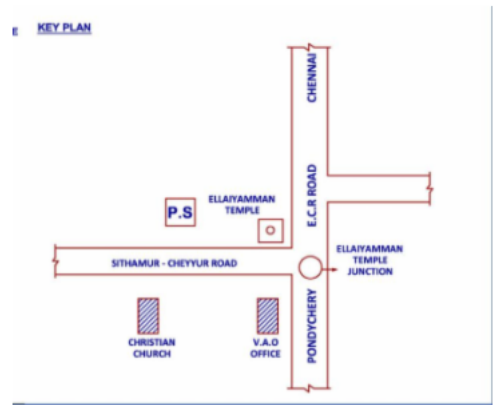 E
KEY PLAN
CHENNAI
E.C.R ROAD
ELLAIYAMMAN
TEMPLE
P.S
SITHAMUR - CHEYYUR ROAD
ELLAIYAMMAN
TEMPLE
JUNCTION
PONDYCHERY
CHRISTIAN
CHURCH
V.A.O
OFFICE